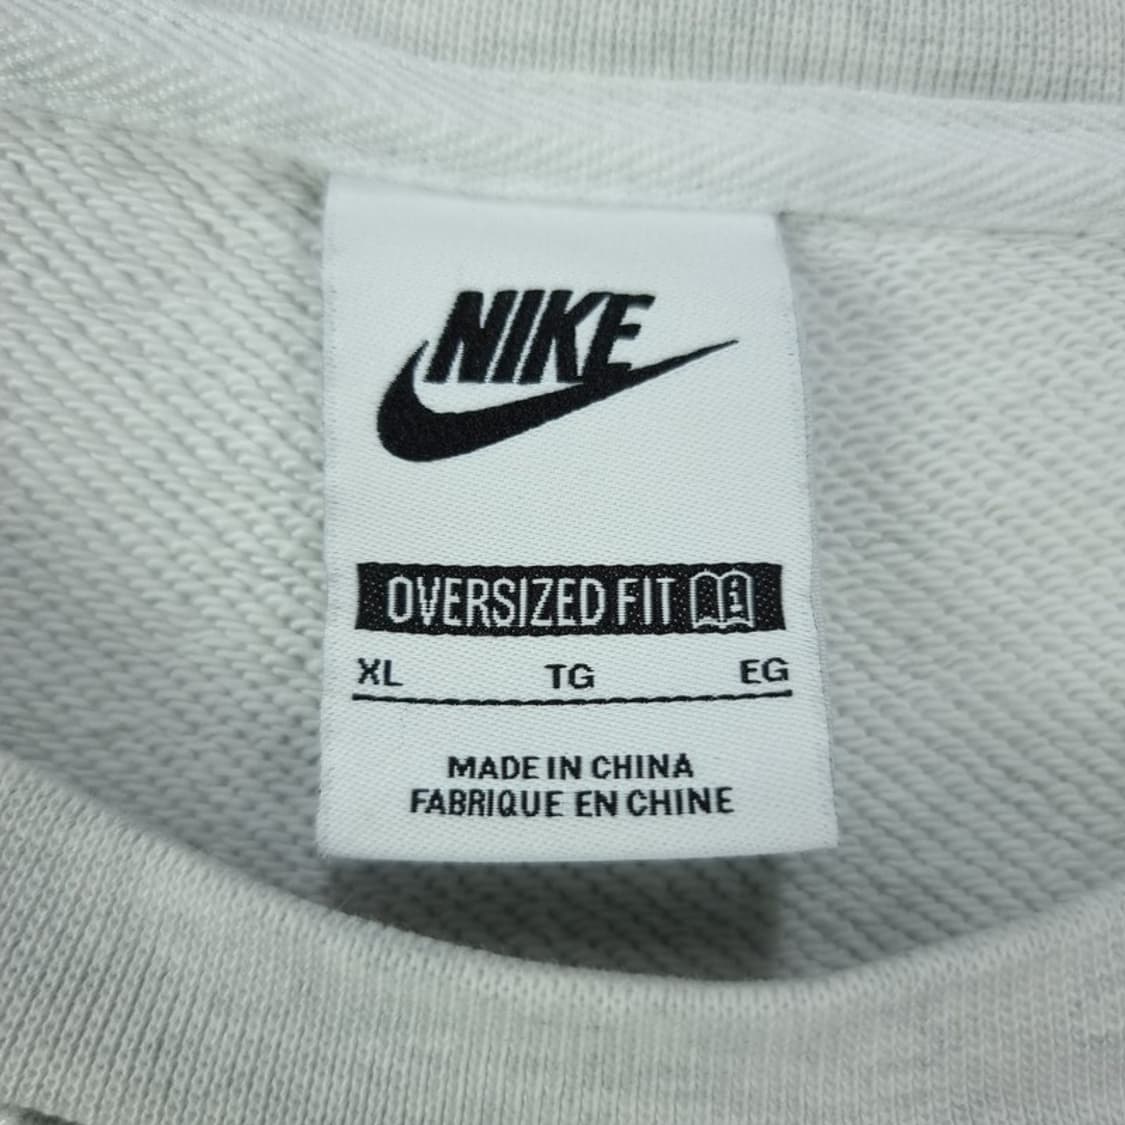 NIKE
OVERSIZED FIT
XL TG EG
MADE IN CHINA
FABRIQUE EN CHINE